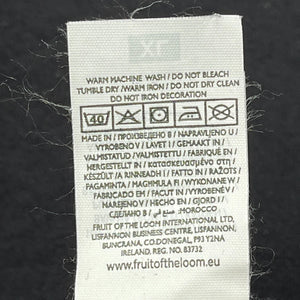 WARM MACHINE WASH / DO NOT BLEACH
TUMBLE DRY / WARM IRON / DO NOT DRY CLEAN
DO NOT IRON DECORATION
40
MADE IN / ПРОИЗВЕДЕНО В / NAPRAVLJENO U /
VYROBENO V / LAVET I / GEMAAKT IN /
VALMISTATUD / VALMISTETTU / FABRIQUÉ EN /
HERGESTELLT IN / κατασκευασμένο στη /
KÉSZÜLT / A RINNEADH Í / FATTO IN / RAŽOTS /
PAGAMINTA / MAGHMULA FI / WYKONANE W /
FABRICADO EM / FACUT IN / VYROBENÉ V /
NAREJENO V / HECHO EN / GJORD I /
СДЕЛАНО В / صنع في / MOROCCO
FRUIT OF THE LOOM INTERNATIONAL LTD,
LISFANNON BUSINESS CENTRE, LISFANNON,
BUNCRANA, CO.DONEGAL, F93 Y2NA
IRELAND. REG. NO. 83732
www.fruitoftheloom.eu